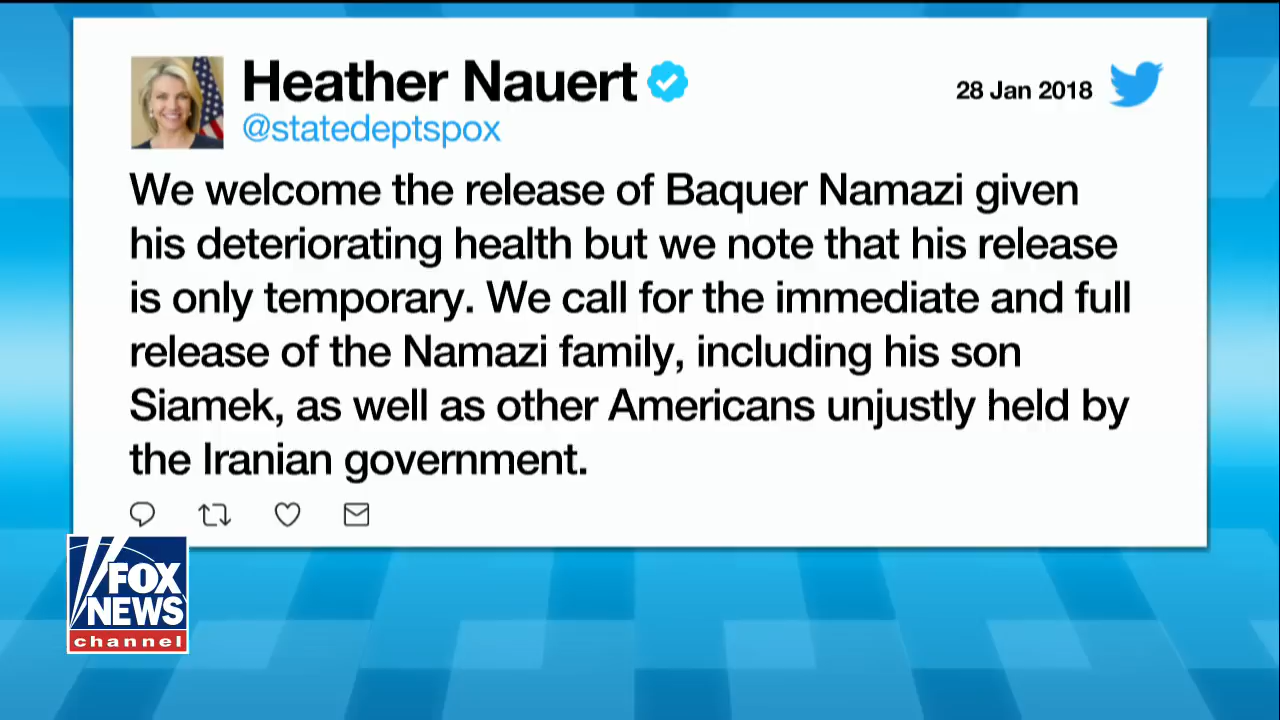 Heather Nauert
@statedeptspox
28 Jan 2018
We welcome the release of Baquer Namazi given
his deteriorating health but we note that his release
is only temporary. We call for the immediate and full
release of the Namazi family, including his son
Siamek, as well as other Americans unjustly held by
the Iranian government.
FOX
NEWS
channel